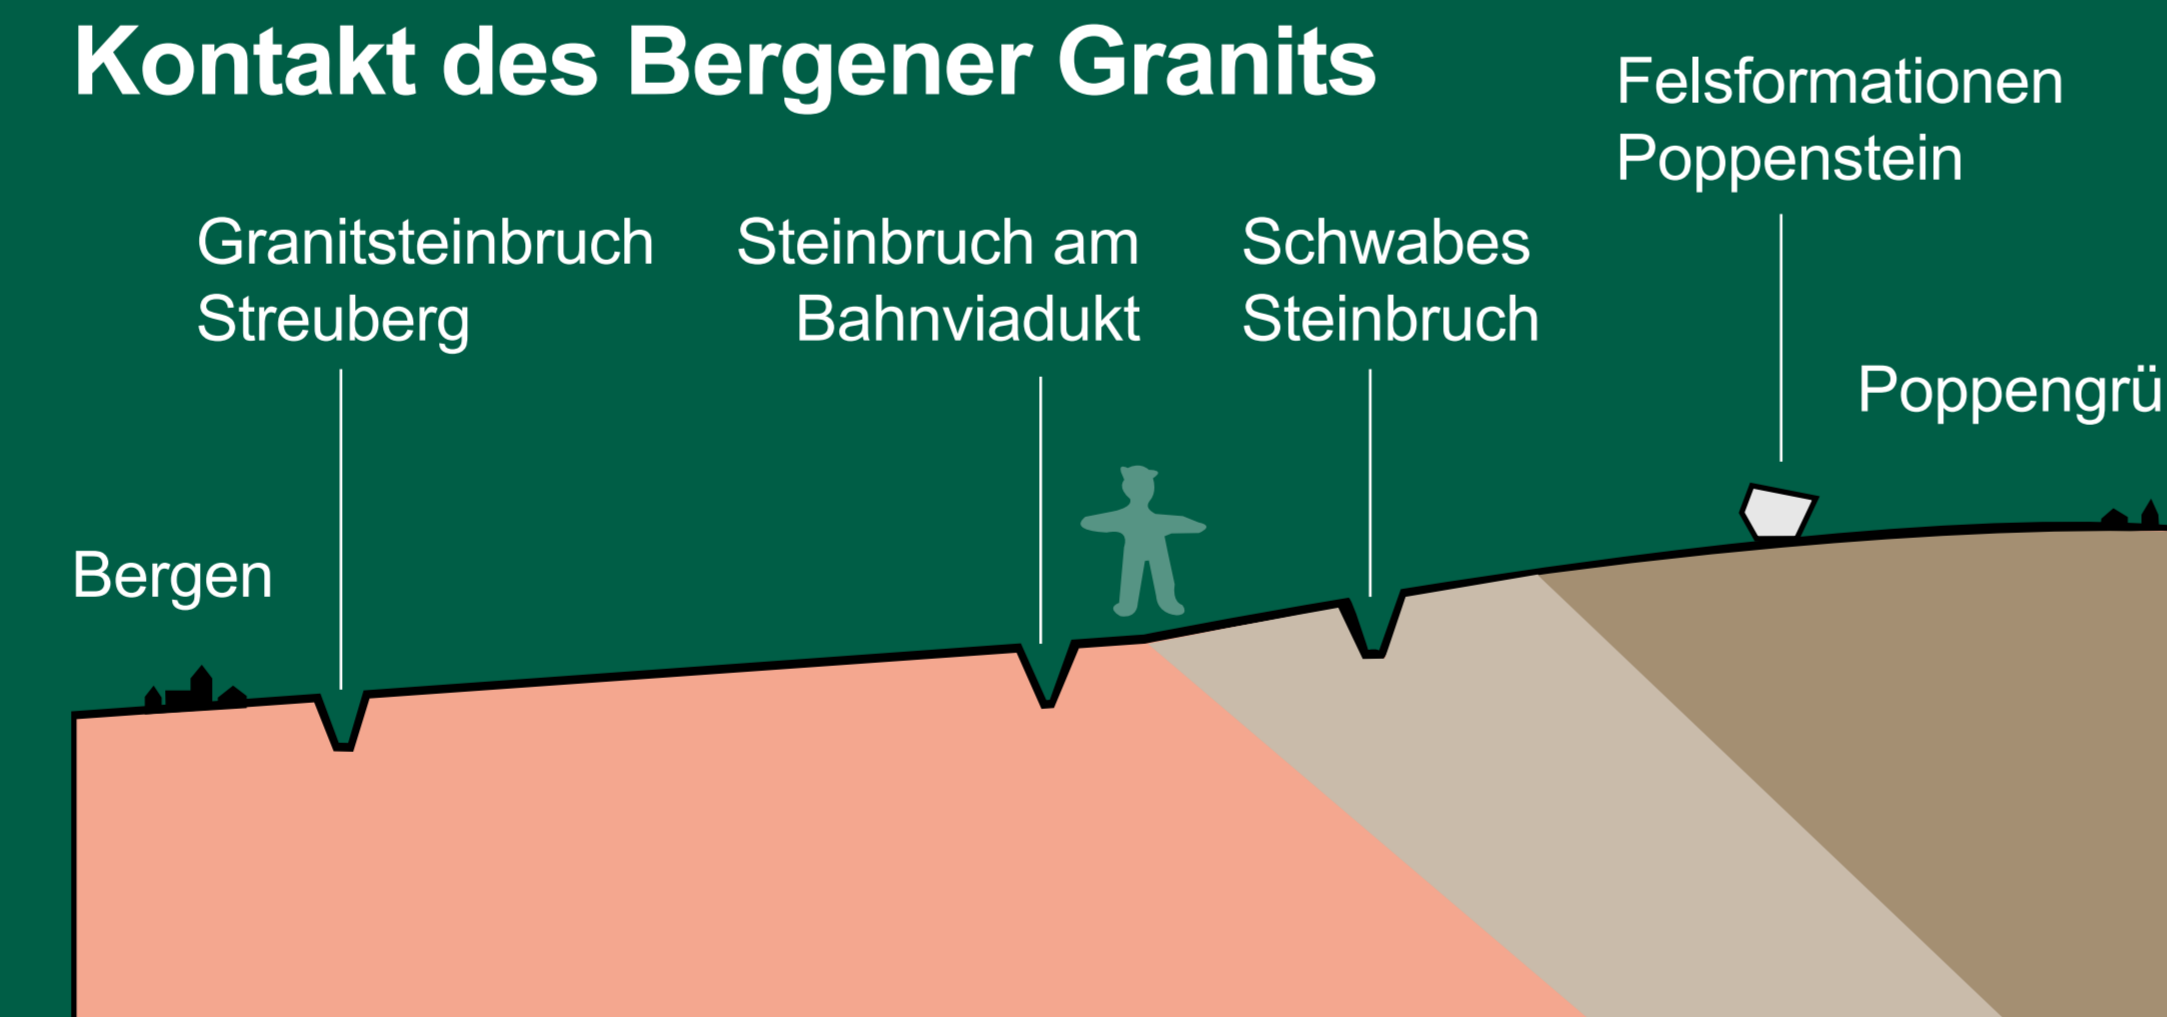 Kontakt des Bergener Granits
Felsformationen
Poppenstein
Granitsteinbruch
Streuberg
Steinbruch am
Bahnviadukt
Schwabes
Steinbruch
Poppengrü
Bergen